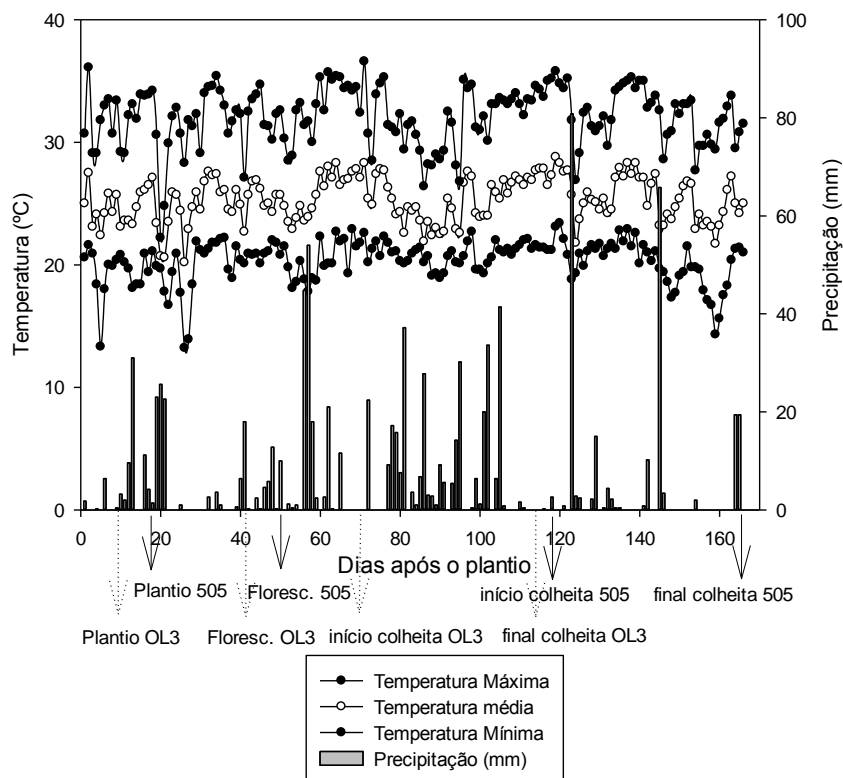 40
30
20
10
0
Temperatura (ºC)
100
80
60
40
20
0
Precipitação (mm)
0 20 40 60 80 100 120 140 160
Dias após o plantio
Plantio 505 Floresc. 505 início colheita 505 final colheita 505
Plantio OL3 Floresc. OL3 início colheita OL3 final colheita OL3
Temperatura Máxima
Temperatura média
Temperatura Mínima
Precipitação (mm)